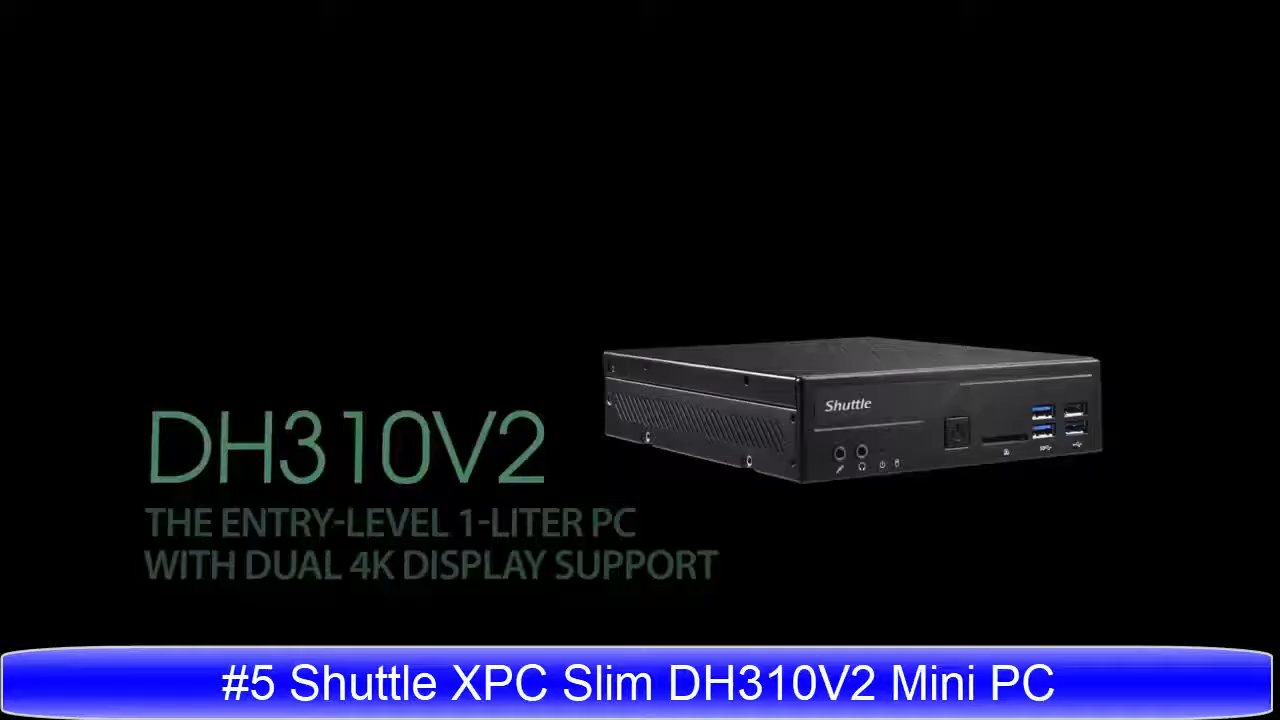 Shuttle
DH310V2
THE ENTRY-LEVEL 1-LITER PC
WITH DUAL 4K DISPLAY SUPPORT
#5 Shuttle XPC Slim DH310V2 Mini PC